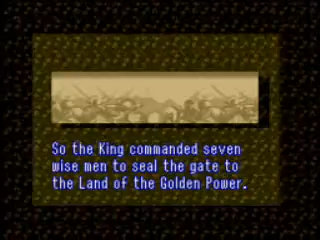 So the King commanded seven
wise men to seal the gate to
the Land of the Golden Power.